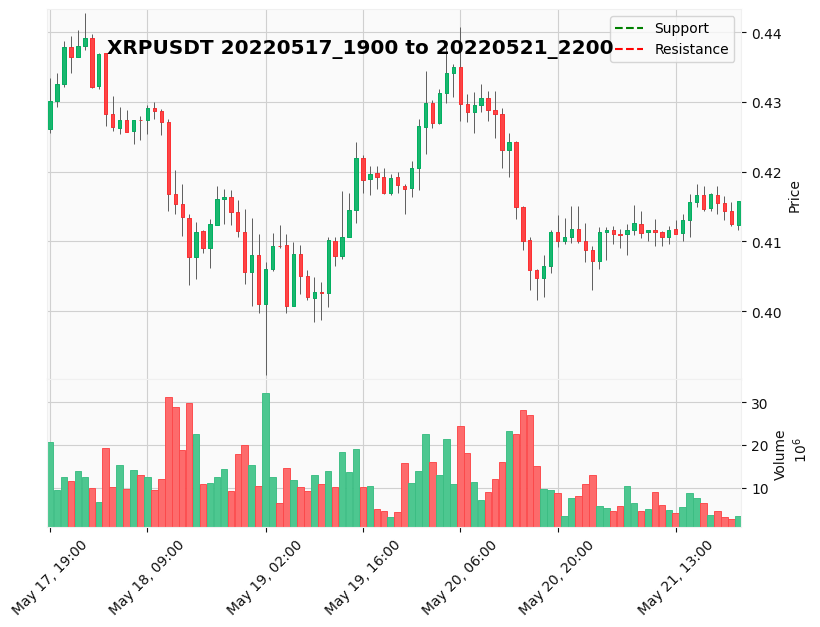 XRPUSDT 20220517_1900 to 20220521_2200
Support
Resistance
0.44
0.43
0.42
0.41
0.40
Price
30
20
10
Volume
10^6
May 17, 19:00
May 18, 09:00
May 19, 02:00
May 19, 16:00
May 20, 06:00
May 20, 20:00
May 21, 13:00